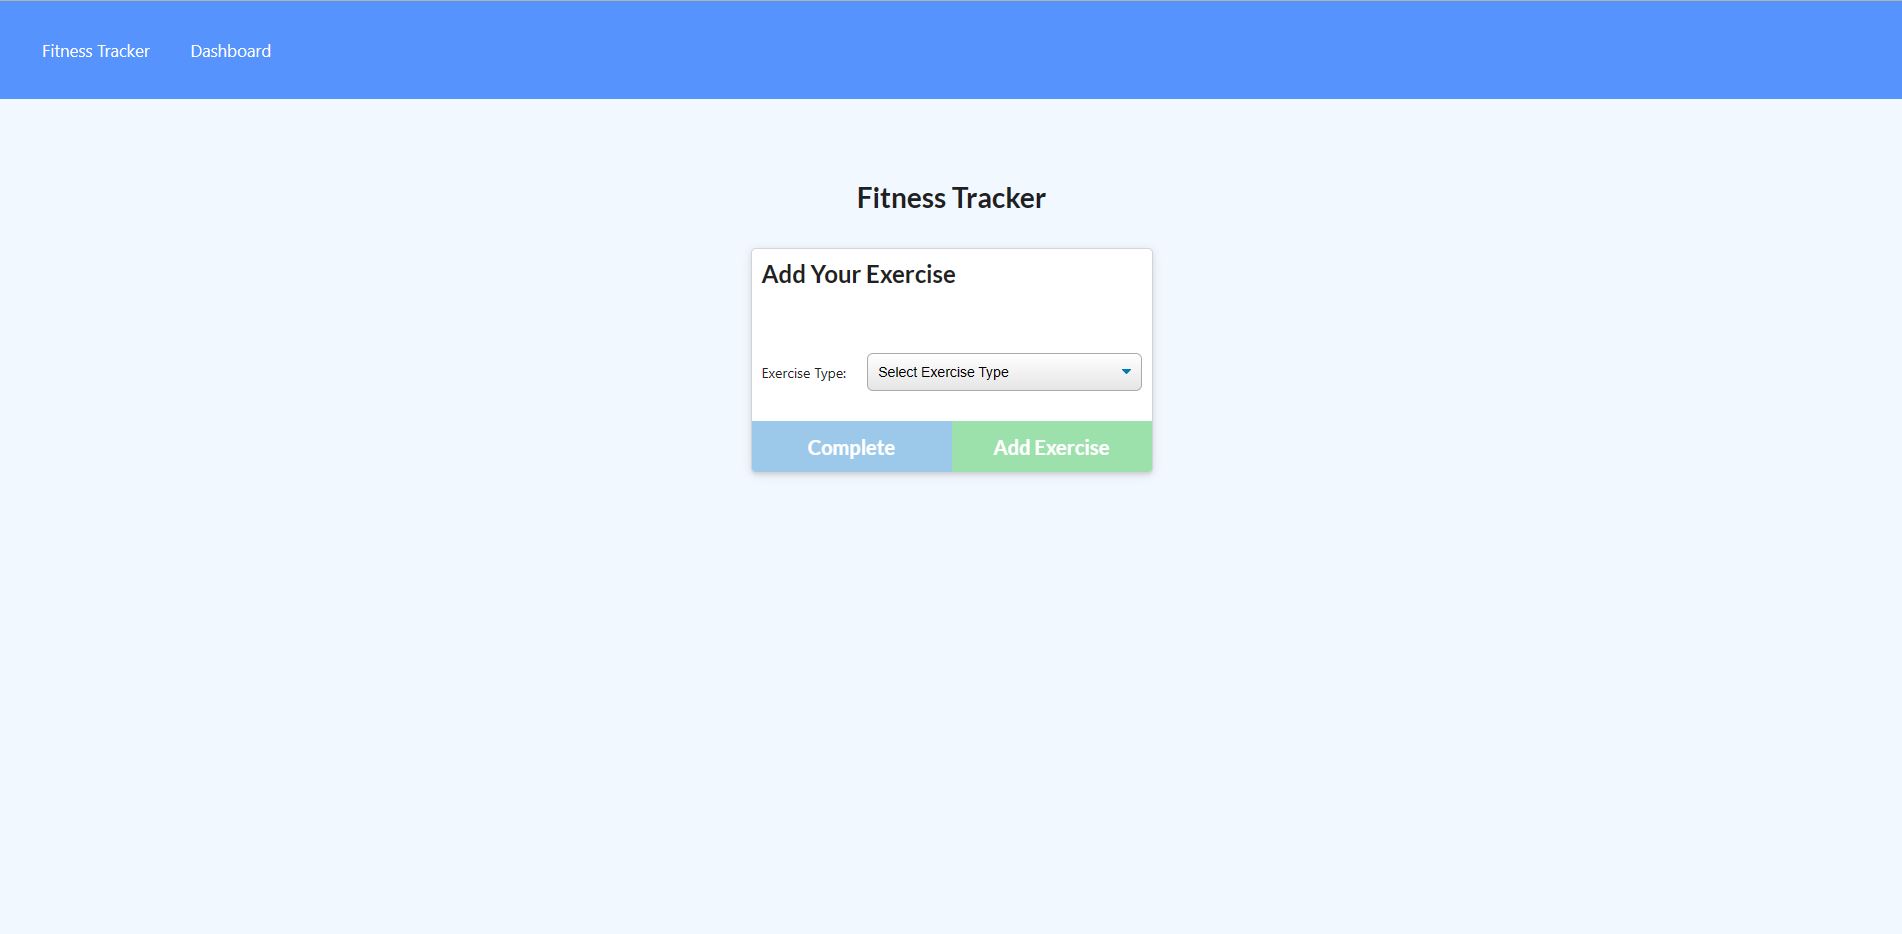 Fitness Tracker Dashboard
Fitness Tracker
Add Your Exercise
Exercise Type: Select Exercise Type
Complete Add Exercise